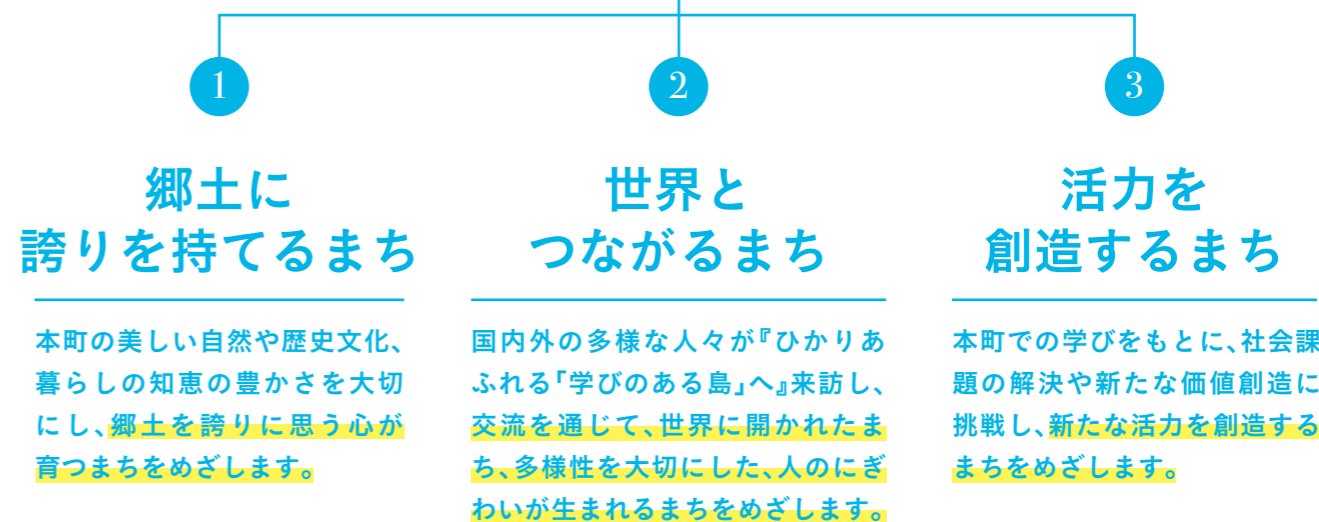 1
郷土に
誇りを持てるまち
本町の美しい自然や歴史文化、
暮らしの知恵の豊かさを大切
にし、郷土を誇りに思う心が
育つまちをめざします。
2
世界と
つながるまち
国内外の多様な人々が『ひかりあ
ふれる「学びのある島」へ』来訪し、
交流を通じて、世界に開かれたま
ち、多様性を大切にした、人のにぎ
わいが生まれるまちをめざします。
3
活力を
創造するまち
本町での学びをもとに、社会課
題の解決や新たな価値創造に
挑戦し、新たな活力を創造する
まちをめざします。